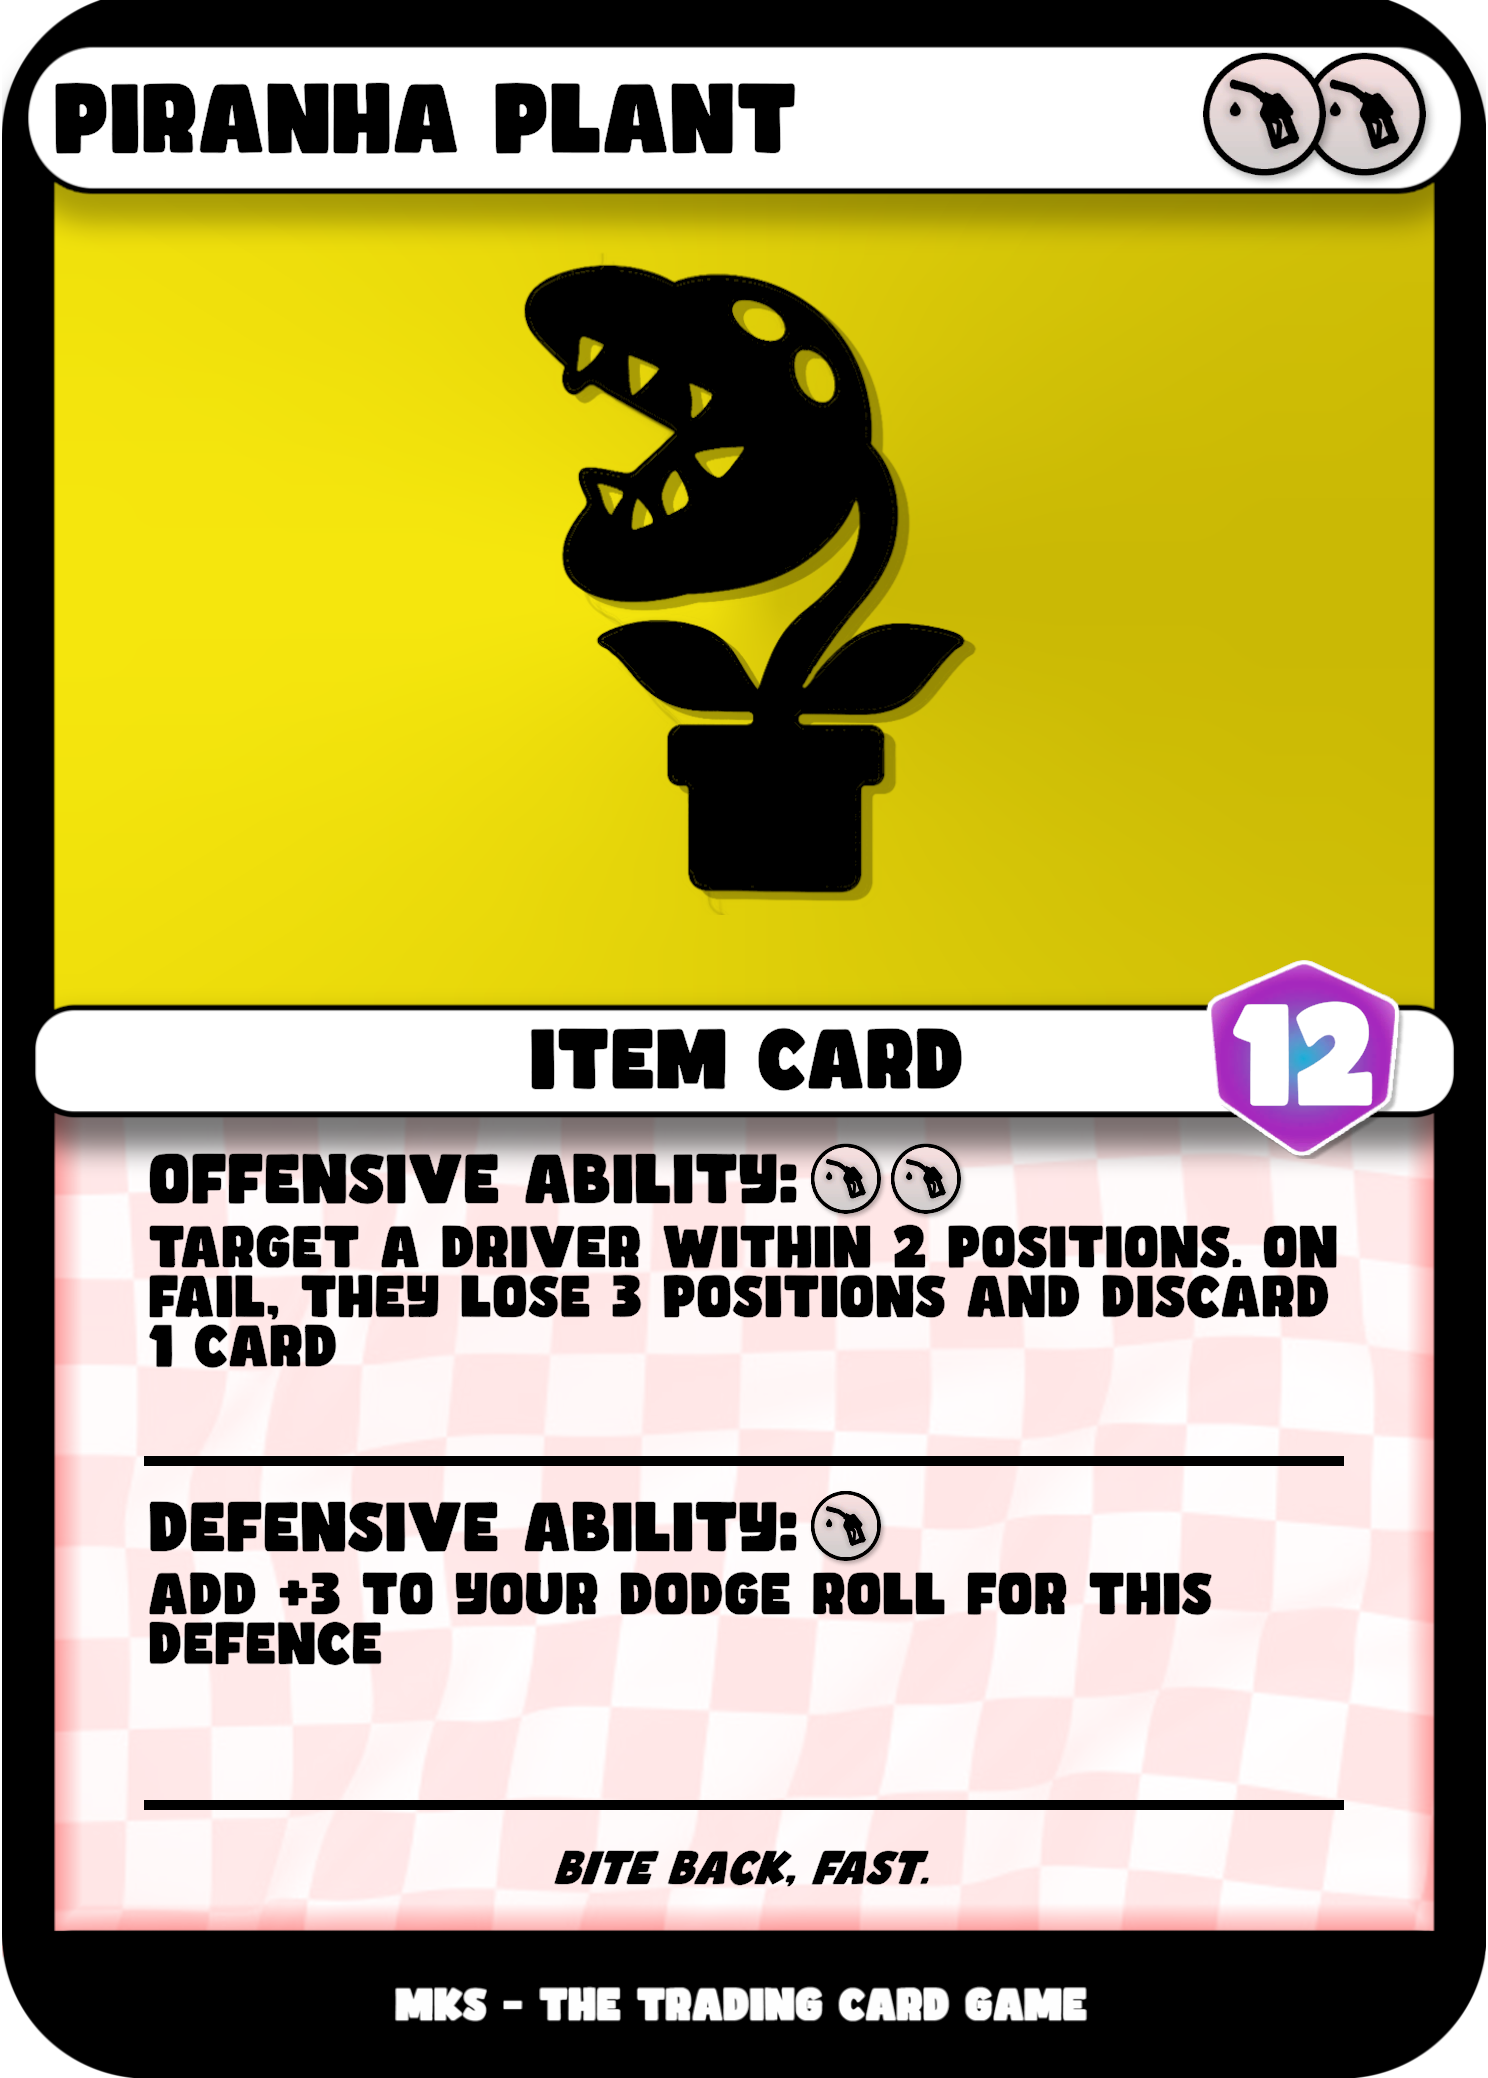 PIRANHA PLANT
ITEM CARD
12
OFFENSIVE ABILITY:
TARGET A DRIVER WITHIN 2 POSITIONS. ON
FAIL, THEY LOSE 3 POSITIONS AND DISCARD
1 CARD
DEFENSIVE ABILITY:
ADD +3 TO YOUR DODGE ROLL FOR THIS
DEFENCE
BITE BACK, FAST.
MKS - THE TRADING CARD GAME